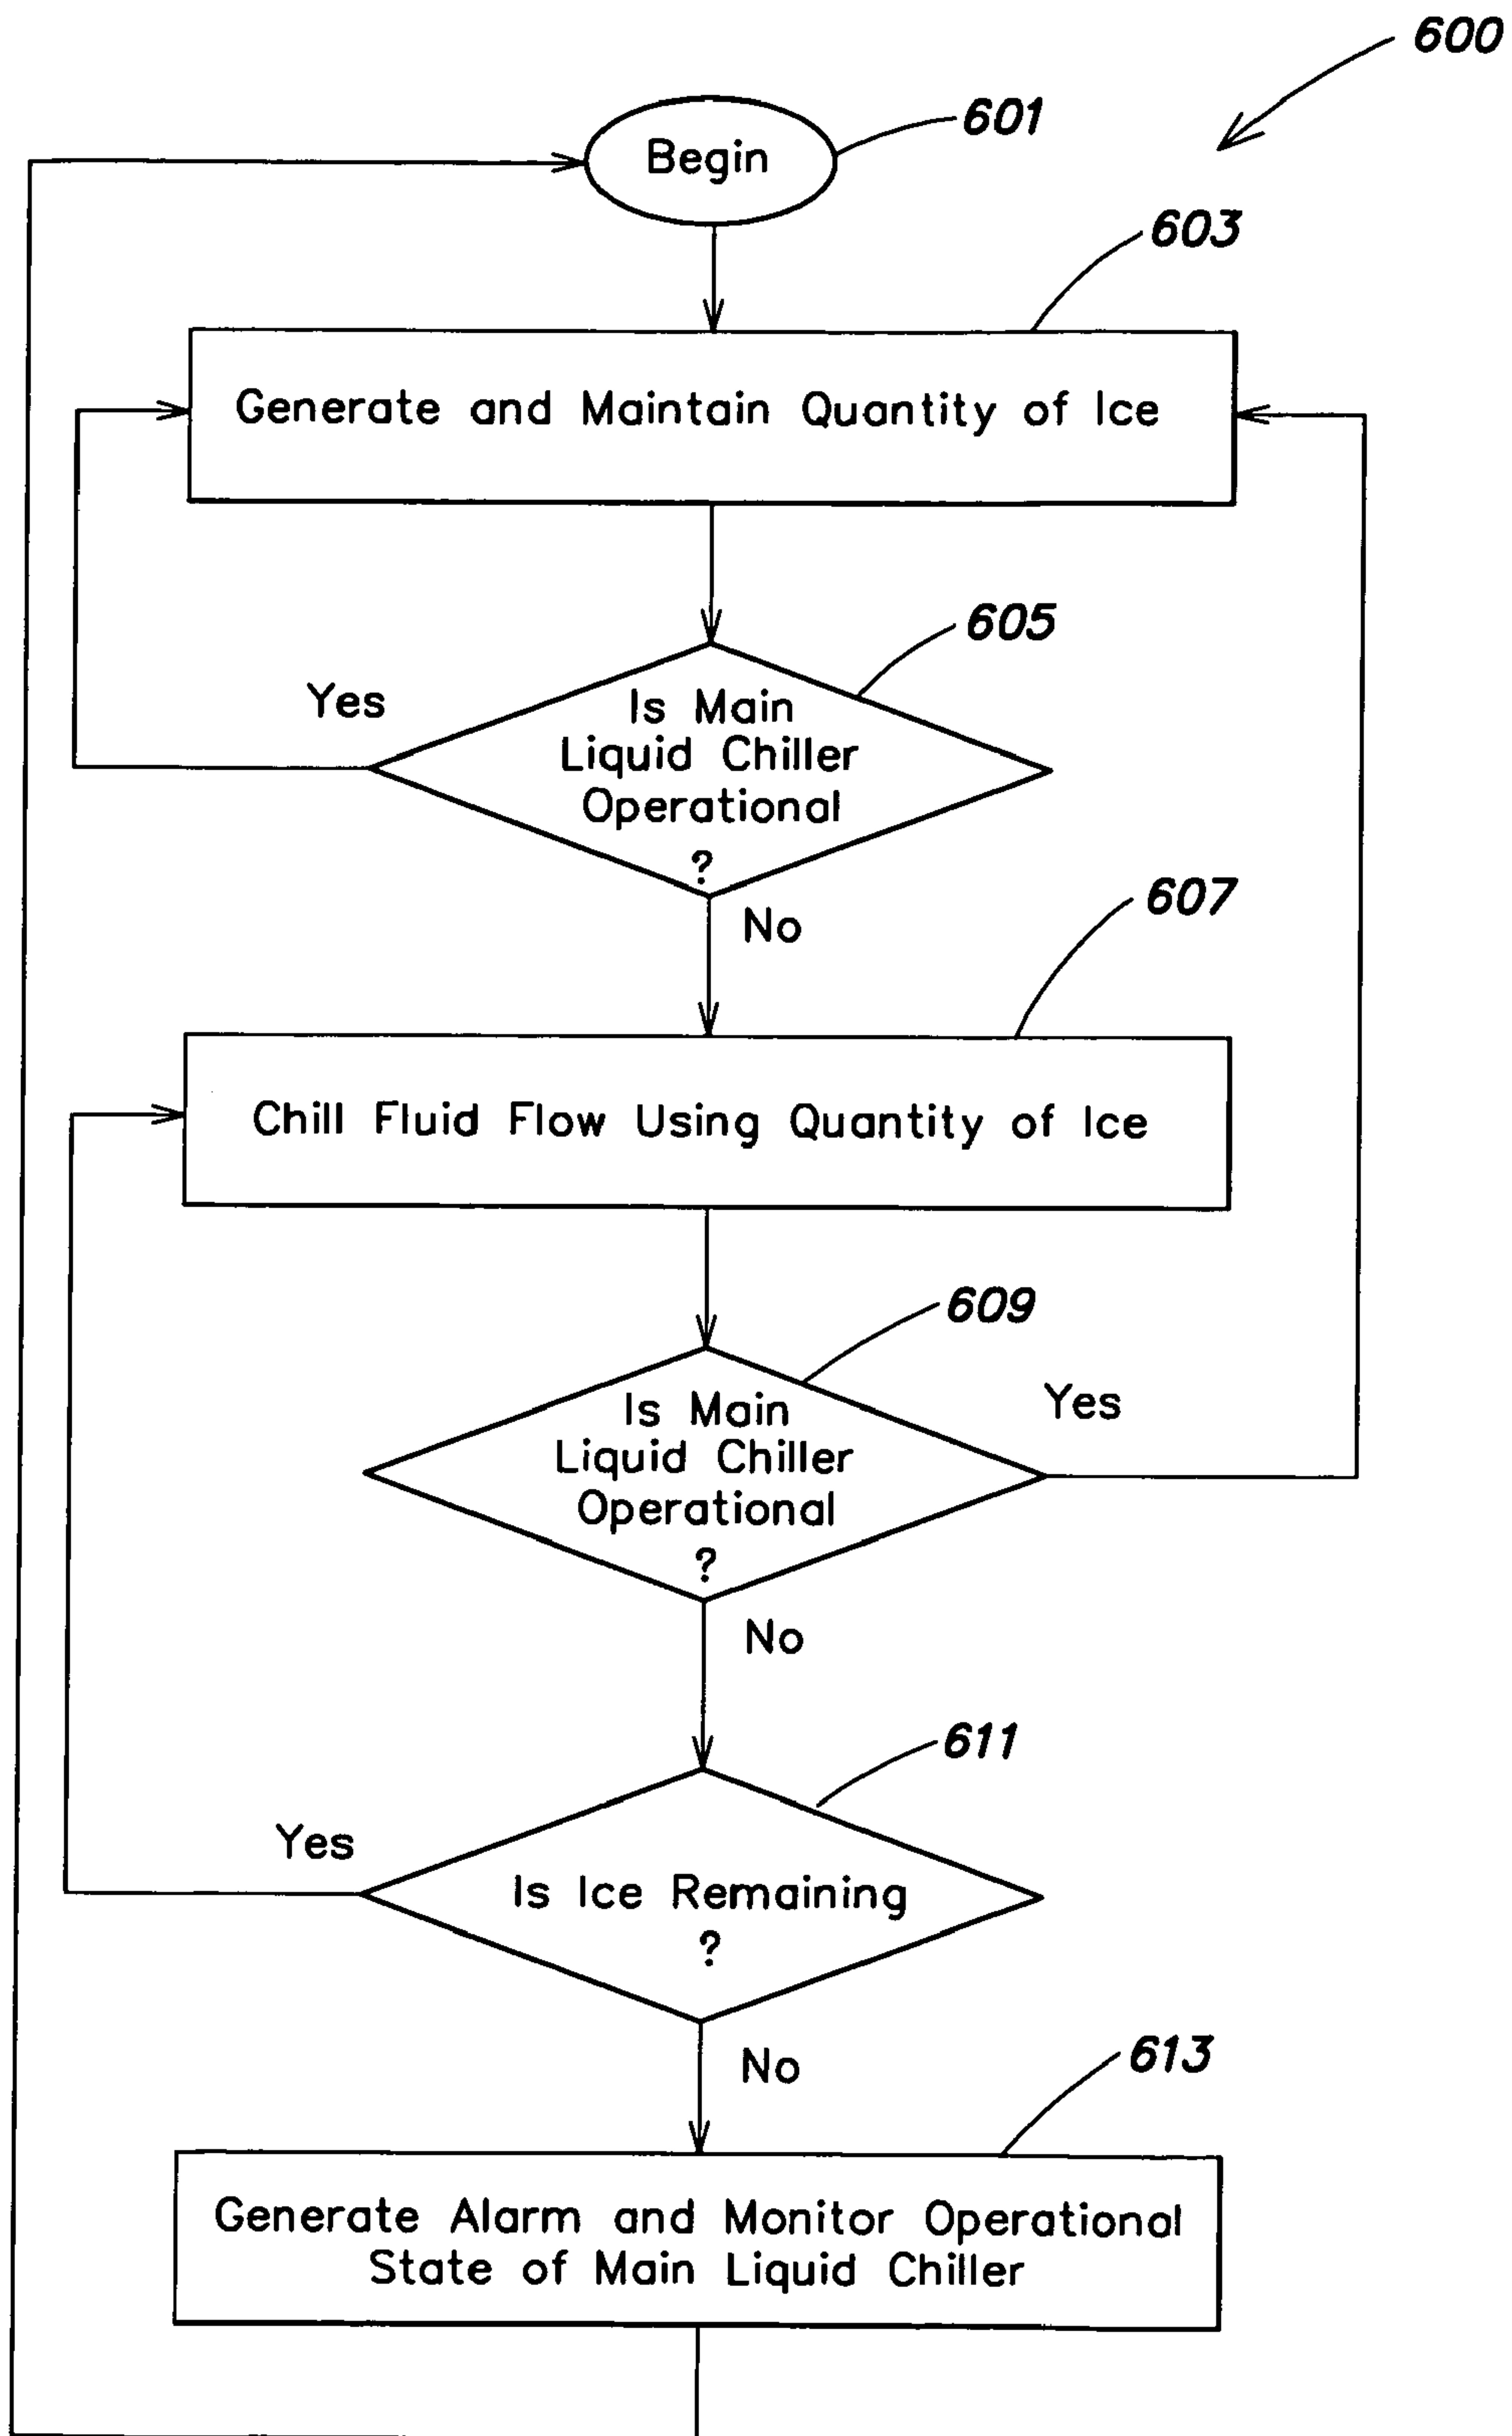 600
601
Begin
603
Generate and Maintain Quantity of Ice
605
Yes
Is Main
Liquid Chiller
Operational
?
No
607
Chill Fluid Flow Using Quantity of Ice
609
Is Main
Yes
Liquid Chiller
Operational
?
No
611
Yes
Is Ice Remaining
?
No
613
Generate Alarm and Monitor Operational
State of Main Liquid Chiller